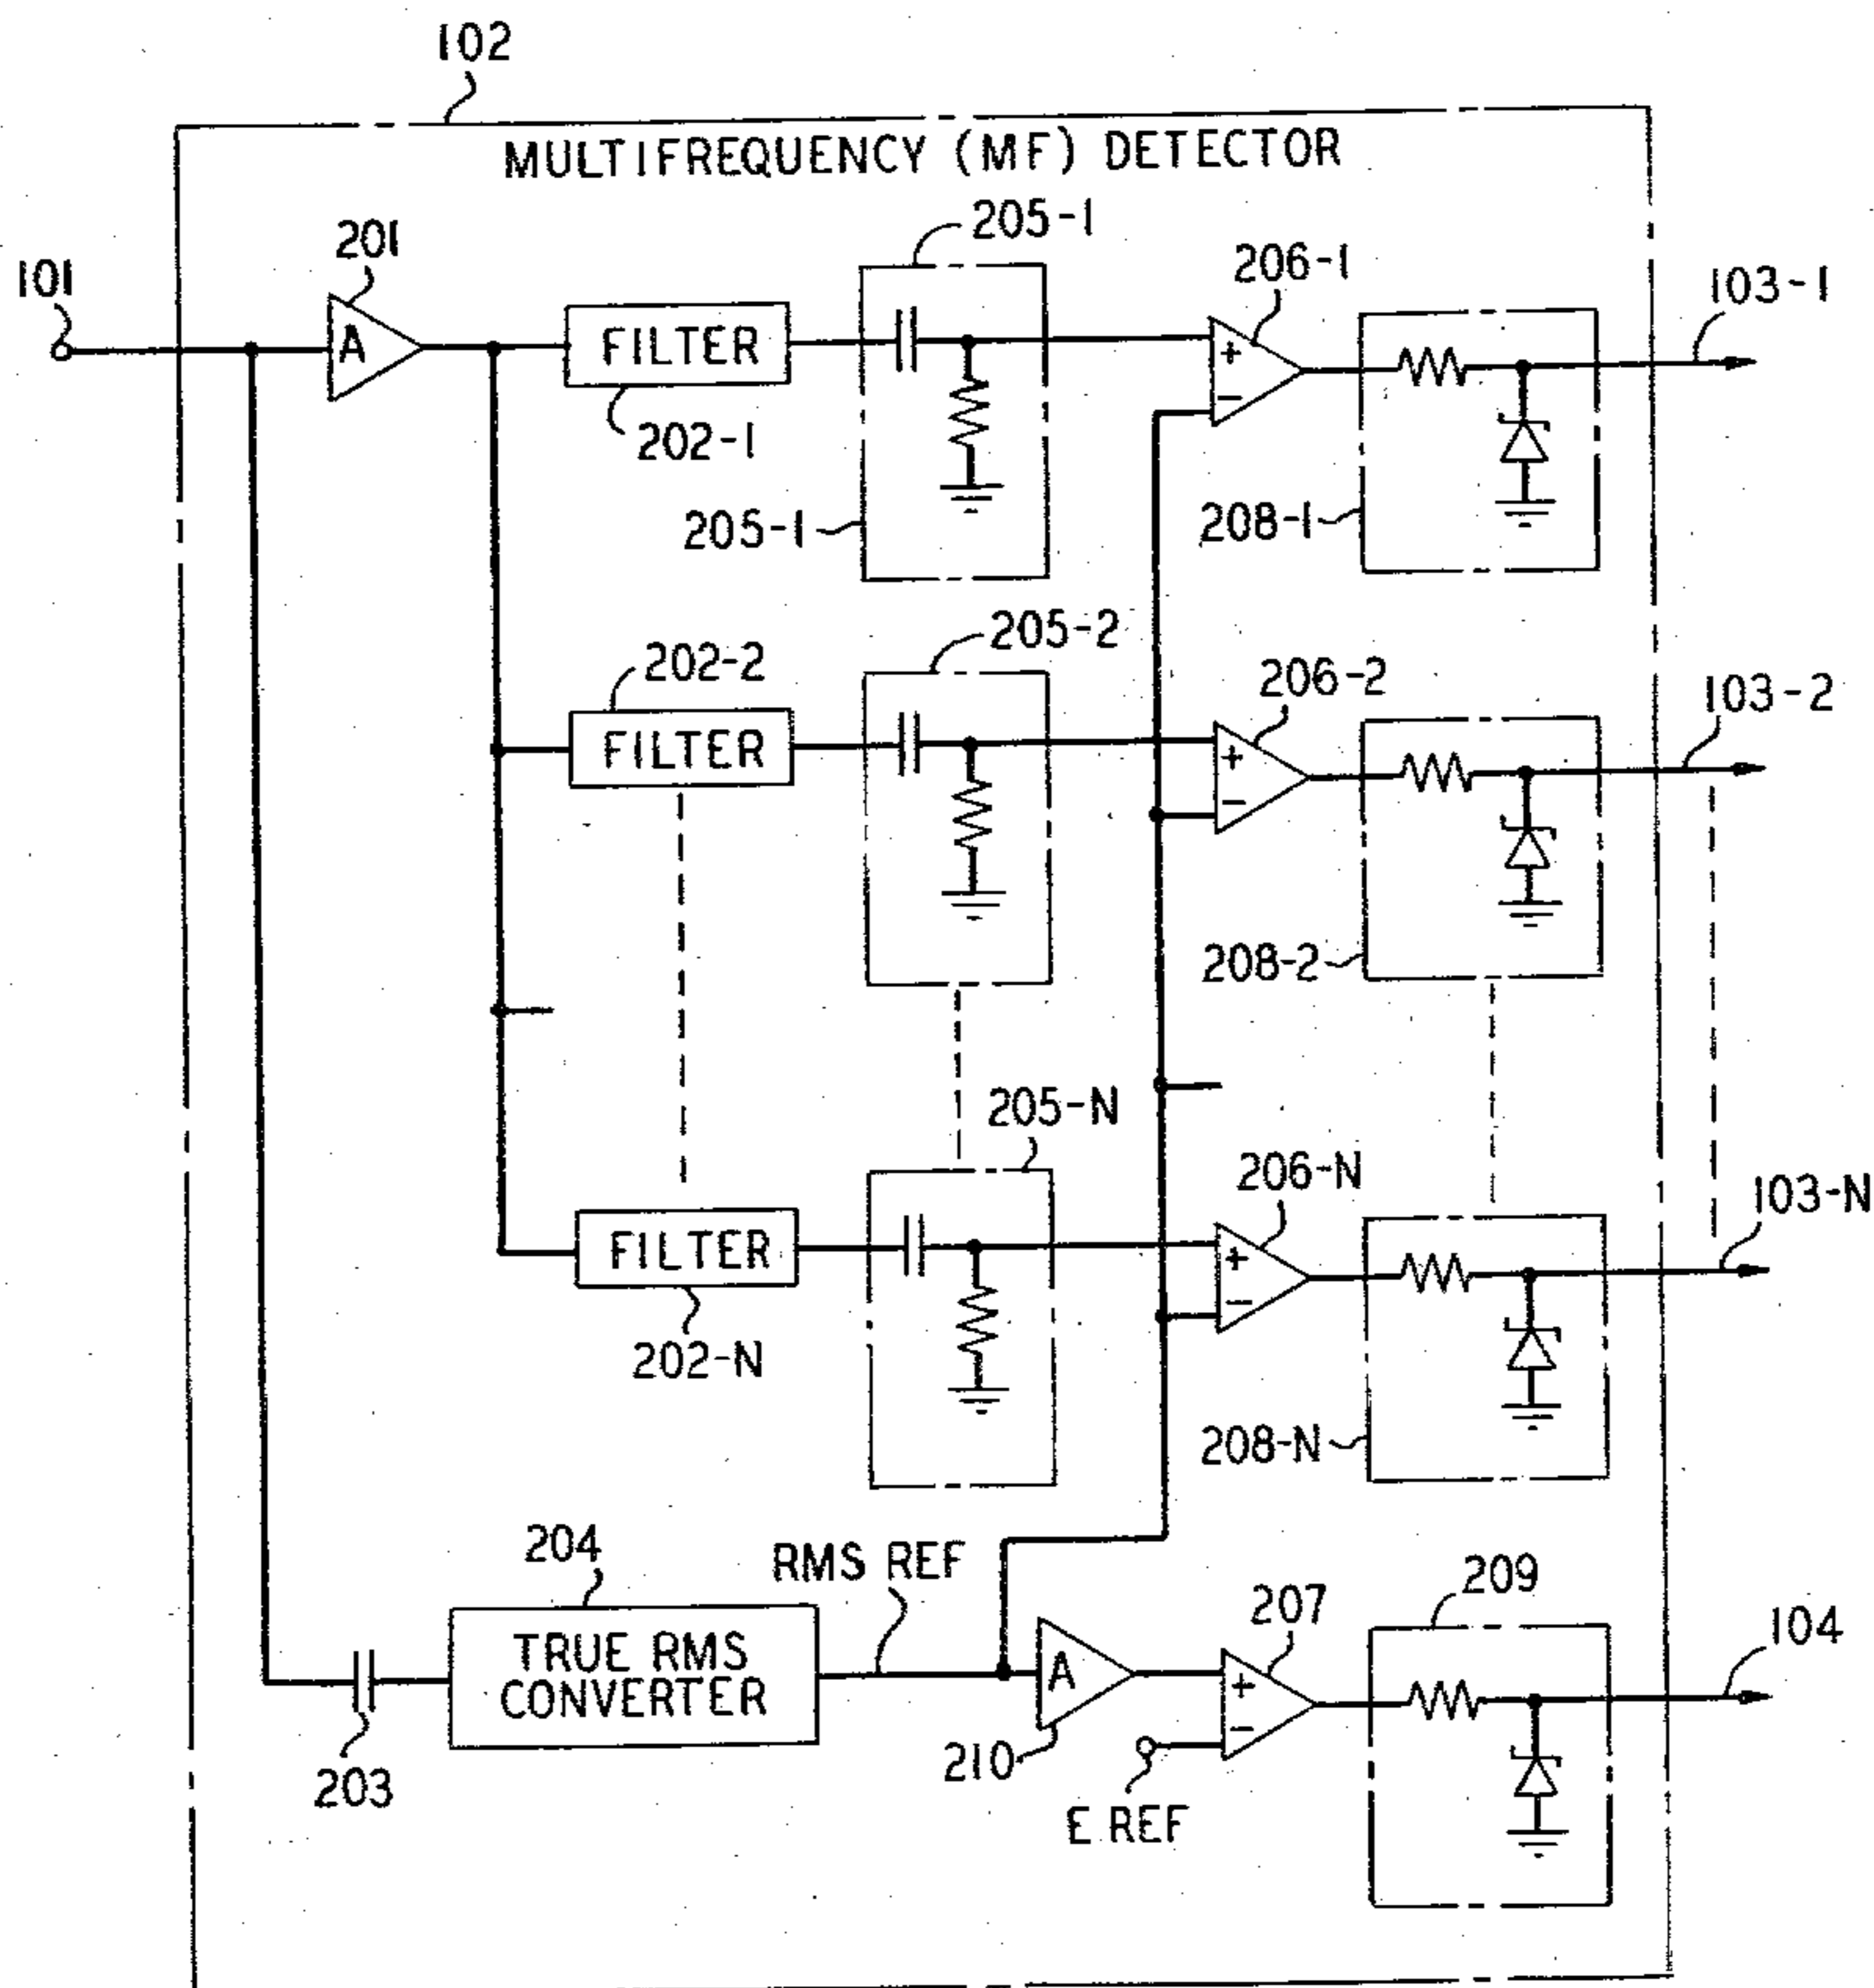 102
MULTIFREQUENCY (MF) DETECTOR
101
201
A
FILTER
202-1
205-1
205-1
206-1
+
−
208-1
103-1
202-2
FILTER
205-2
206-2
+
−
208-2
103-2
FILTER
202-N
205-N
206-N
+
−
208-N
103-N
203
204
TRUE RMS
CONVERTER
RMS REF
A
210
207
+
−
E REF
209
104